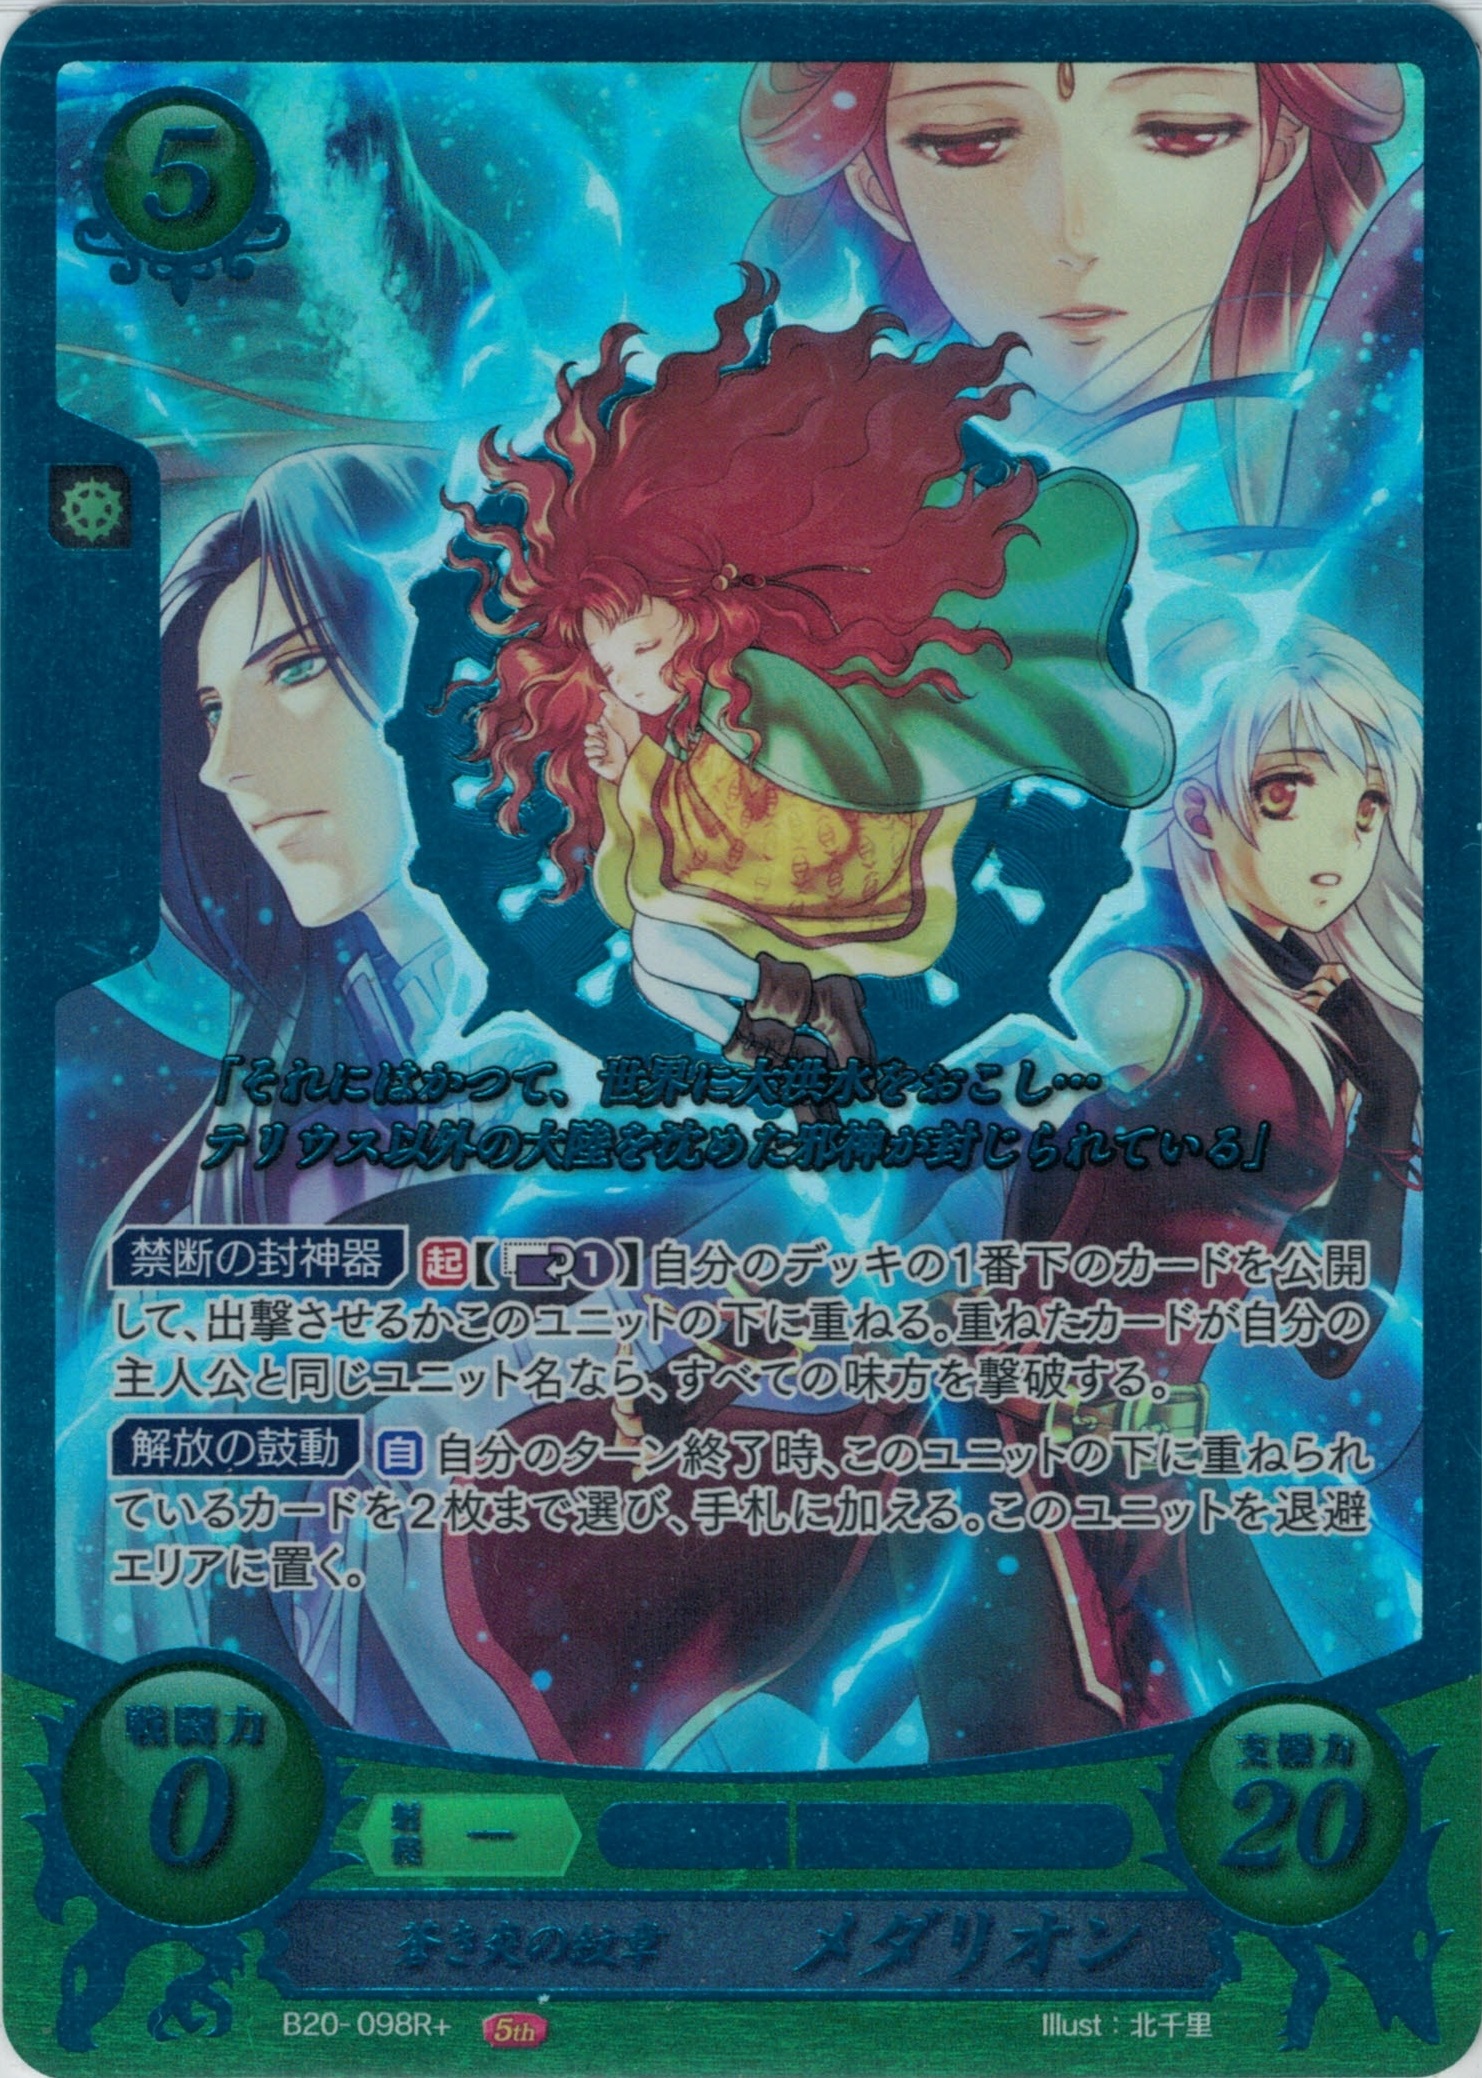 5
「それにはかつて、世界に大洪水をおこし…
テリウス以外の大陸を沈めた邪神が封じられている」
禁断の封神器 起【 1】自分のデッキの1番下のカードを公開
して、出撃させるかこのユニットの下に重ねる。重ねたカードが自分の
主人公と同じユニット名なら、すべての味方を撃破する。
解放の鼓動 自 自分のターン終了時、このユニットの下に重ねられ
ているカードを2枚まで選び、手札に加える。このユニットを退避
エリアに置く。
戦闘力
0
射程 ー
支援力
20
蒼き炎の紋章 メダリオン
B20-098R+ 5th Illust：北千里